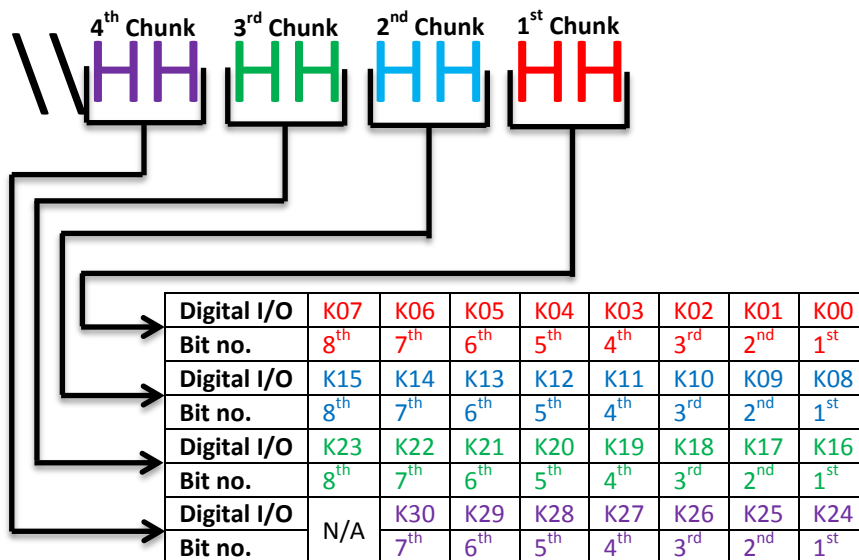 4th Chunk 3rd Chunk 2nd Chunk 1st Chunk
\\HH HH HH HH
Digital I/O K07 K06 K05 K04 K03 K02 K01 K00
Bit no. 8th 7th 6th 5th 4th 3rd 2nd 1st
Digital I/O K15 K14 K13 K12 K11 K10 K09 K08
Bit no. 8th 7th 6th 5th 4th 3rd 2nd 1st
Digital I/O K23 K22 K21 K20 K19 K18 K17 K16
Bit no. 8th 7th 6th 5th 4th 3rd 2nd 1st
Digital I/O N/A K30 K29 K28 K27 K26 K25 K24
Bit no. 7th 6th 5th 4th 3rd 2nd 1st